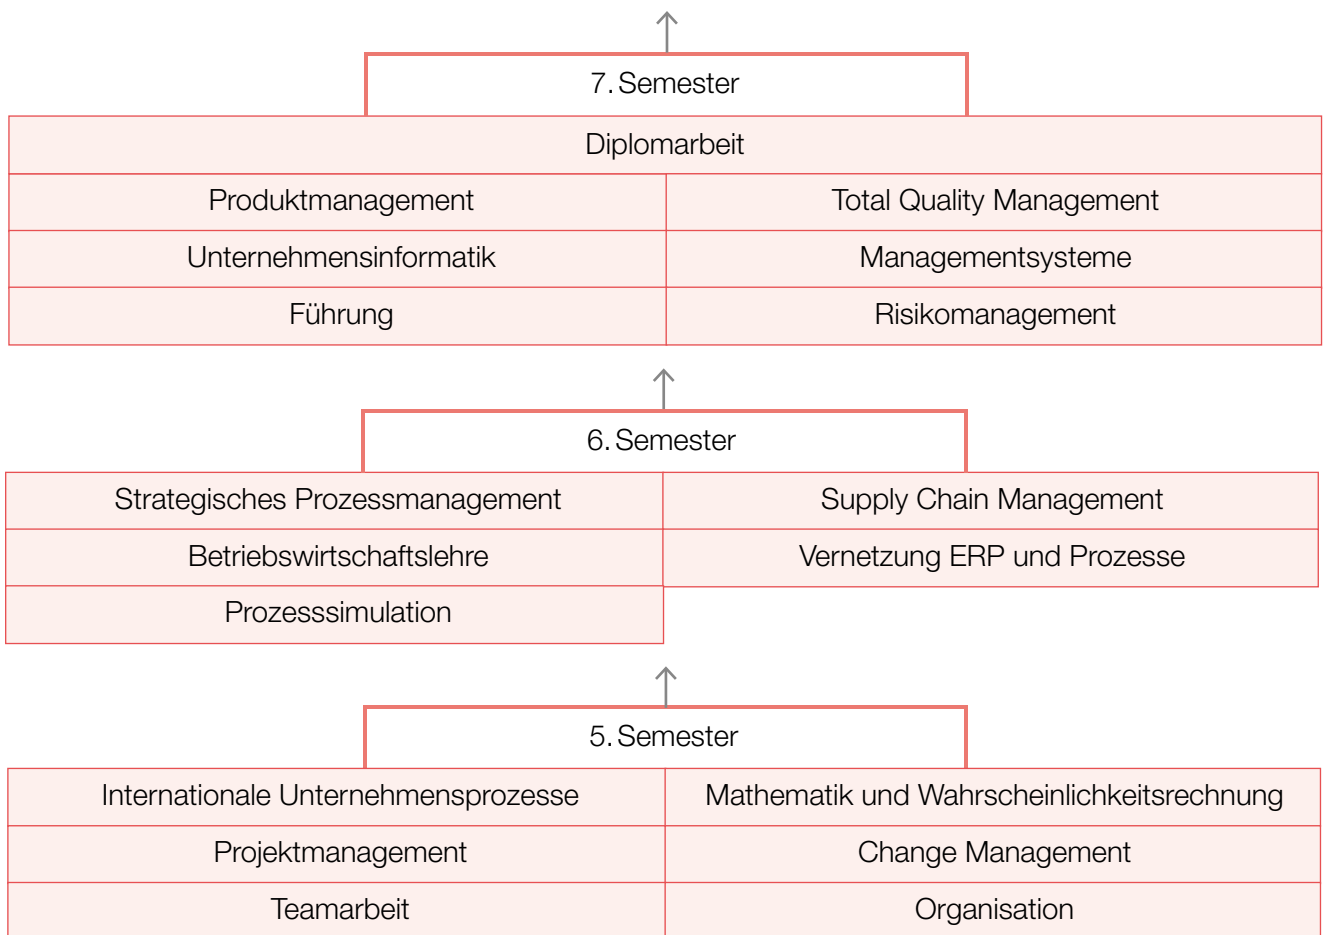 7. Semester
Diplomarbeit
Produktmanagement
Total Quality Management
Unternehmensinformatik
Managementsysteme
Führung
Risikomanagement
6. Semester
Strategisches Prozessmanagement
Supply Chain Management
Betriebswirtschaftslehre
Vernetzung ERP und Prozesse
Prozesssimulation
5. Semester
Internationale Unternehmensprozesse
Mathematik und Wahrscheinlichkeitsrechnung
Projektmanagement
Change Management
Teamarbeit
Organisation